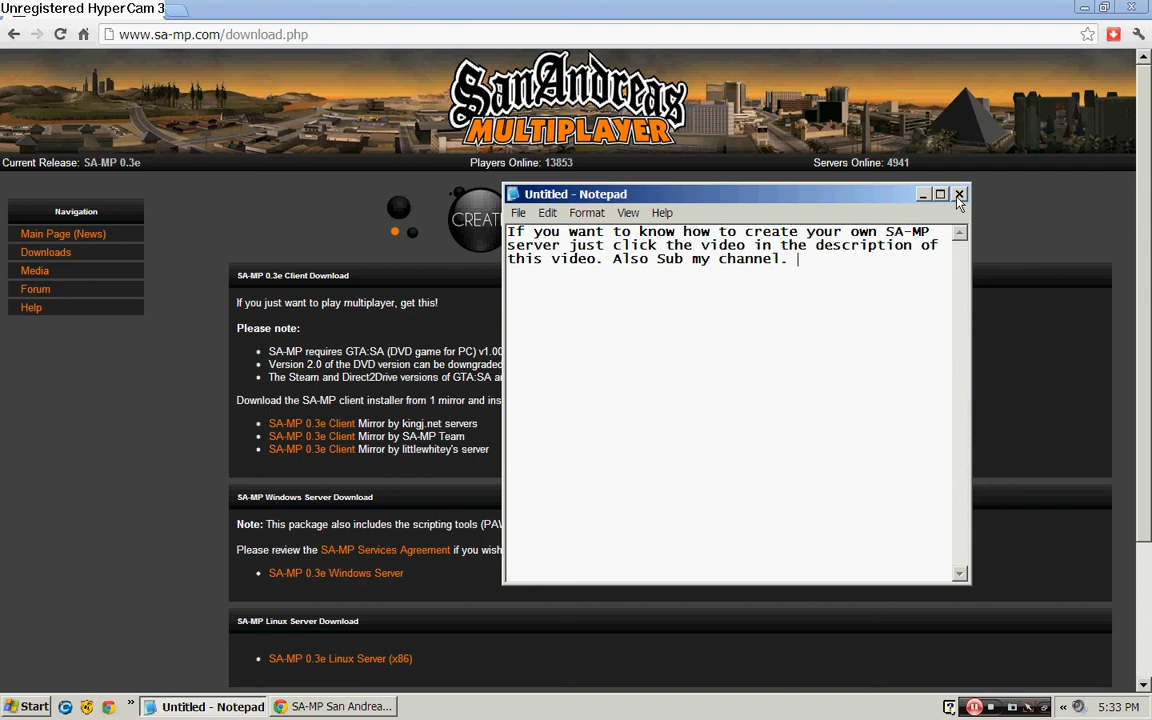 Unregistered HyperCam 3
www.sa-mp.com/download.php
SanAndreas
MULTIPLAYER
Current Release: SA-MP 0.3e
Players Online: 13853
Servers Online: 4941
Navigation
Main Page (News)
Downloads
Media
Forum
Help
SA-MP 0.3e Client Download
If you just want to play multiplayer, get this!
Please note:
SA-MP requires GTA:SA (DVD game for PC) v1.00
Version 2.0 of the DVD version can be downgraded
The Steam and Direct2Drive versions of GTA:SA
Download the SA-MP client installer from 1 mirror and
SA-MP 0.3e Client Mirror by kingj.net servers
SA-MP 0.3e Client Mirror by SA-MP Team
SA-MP 0.3e Client Mirror by littlewhitey's server
SA-MP Windows Server Download
Note: This package also includes the scripting tools
Please review the SA-MP Services Agreement if you wish
SA-MP 0.3e Windows Server
SA-MP Linux Server Download
SA-MP 0.3e Linux Server (x86)
Untitled - Notepad
File Edit Format View Help
If you want to know how to create your own SA-MP
server just click the video in the description of
this video. Also Sub my channel.
Start
Untitled - Notepad
SA-MP San Andrea...
5:33 PM